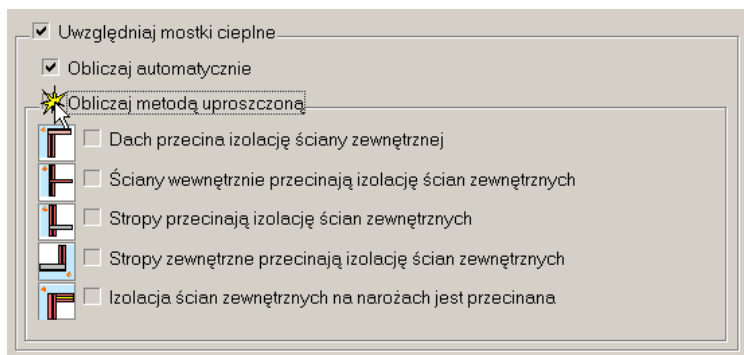 Uwzględniaj mostki cieplne
Obliczaj automatycznie
Obliczaj metodą uproszczoną
Dach przecina izolację ściany zewnętrznej
Ściany wewnętrznie przecinają izolację ścian zewnętrznych
Stropy przecinają izolację ścian zewnętrznych
Stropy zewnętrzne przecinają izolację ścian zewnętrznych
Izolacja ścian zewnętrznych na narożach jest przecinana